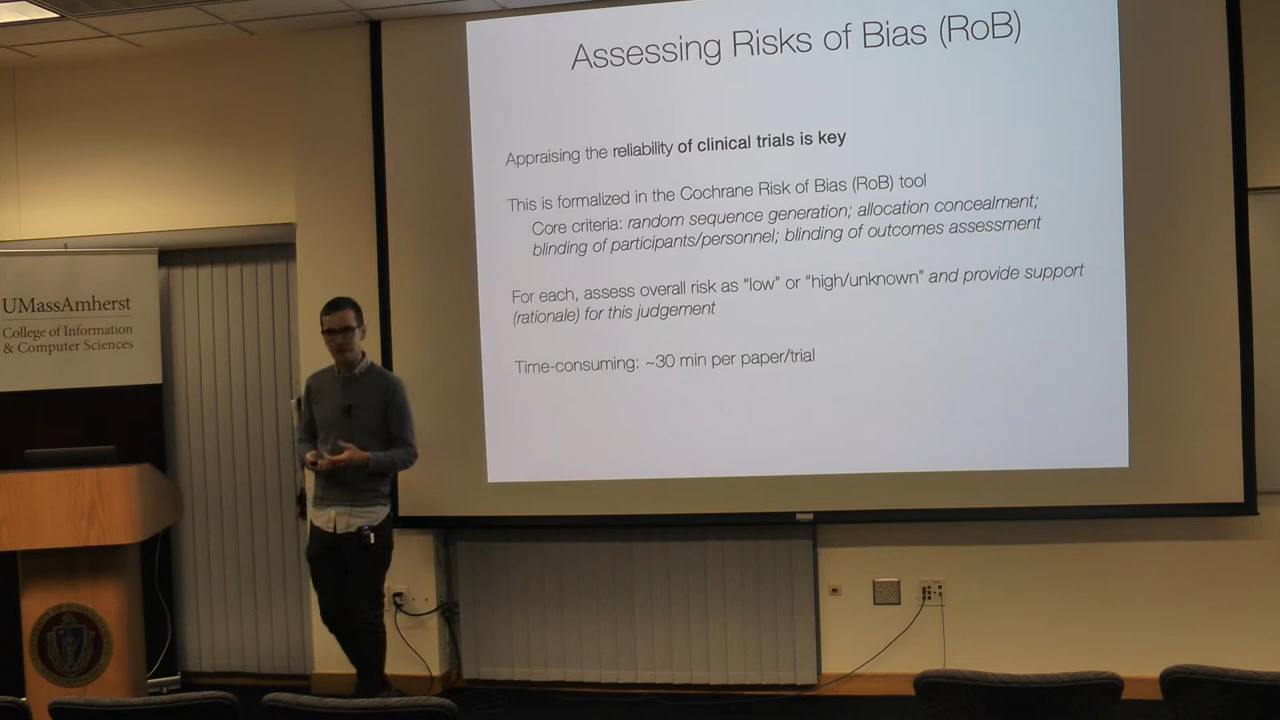 Assessing Risks of Bias (RoB)
Appraising the reliability of clinical trials is key
This is formalized in the Cochrane Risk of Bias (RoB) tool
Core criteria: random sequence generation; allocation concealment;
blinding of participants/personnel; blinding of outcomes assessment
For each, assess overall risk as “low” or “high/unknown” and provide support
(rationale) for this judgement
Time-consuming: ~30 min per paper/trial
UMassAmherst
College of Information
& Computer Sciences